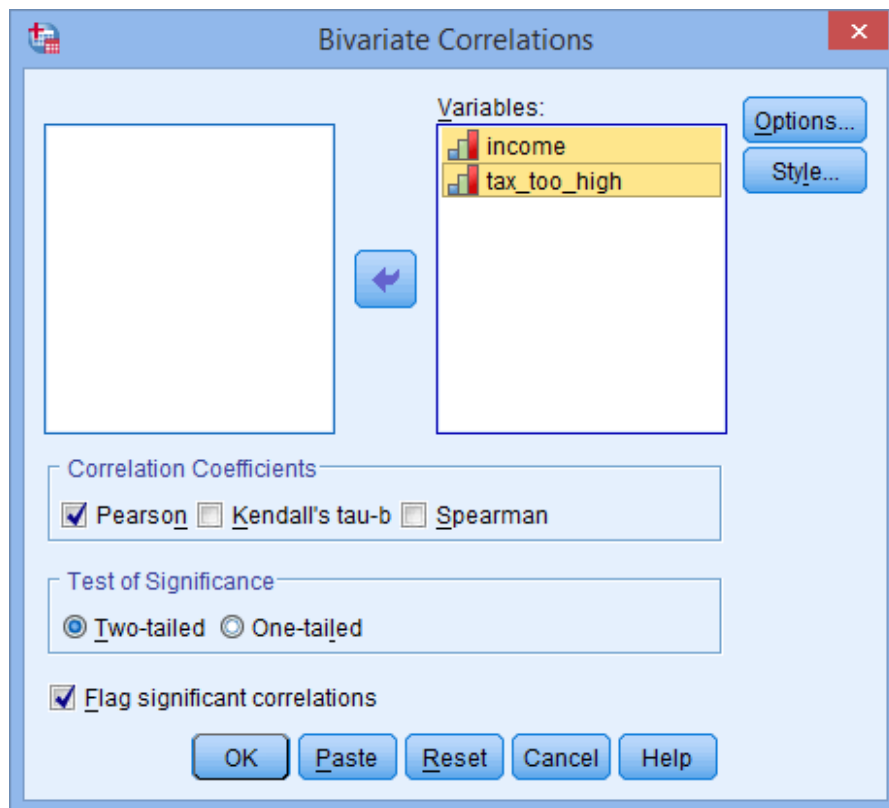 Bivariate Correlations
Variables:
income
tax_too_high
Options...
Style...
Correlation Coefficients
Pearson Kendall's tau-b Spearman
Test of Significance
Two-tailed One-tailed
Flag significant correlations
OK Paste Reset Cancel Help